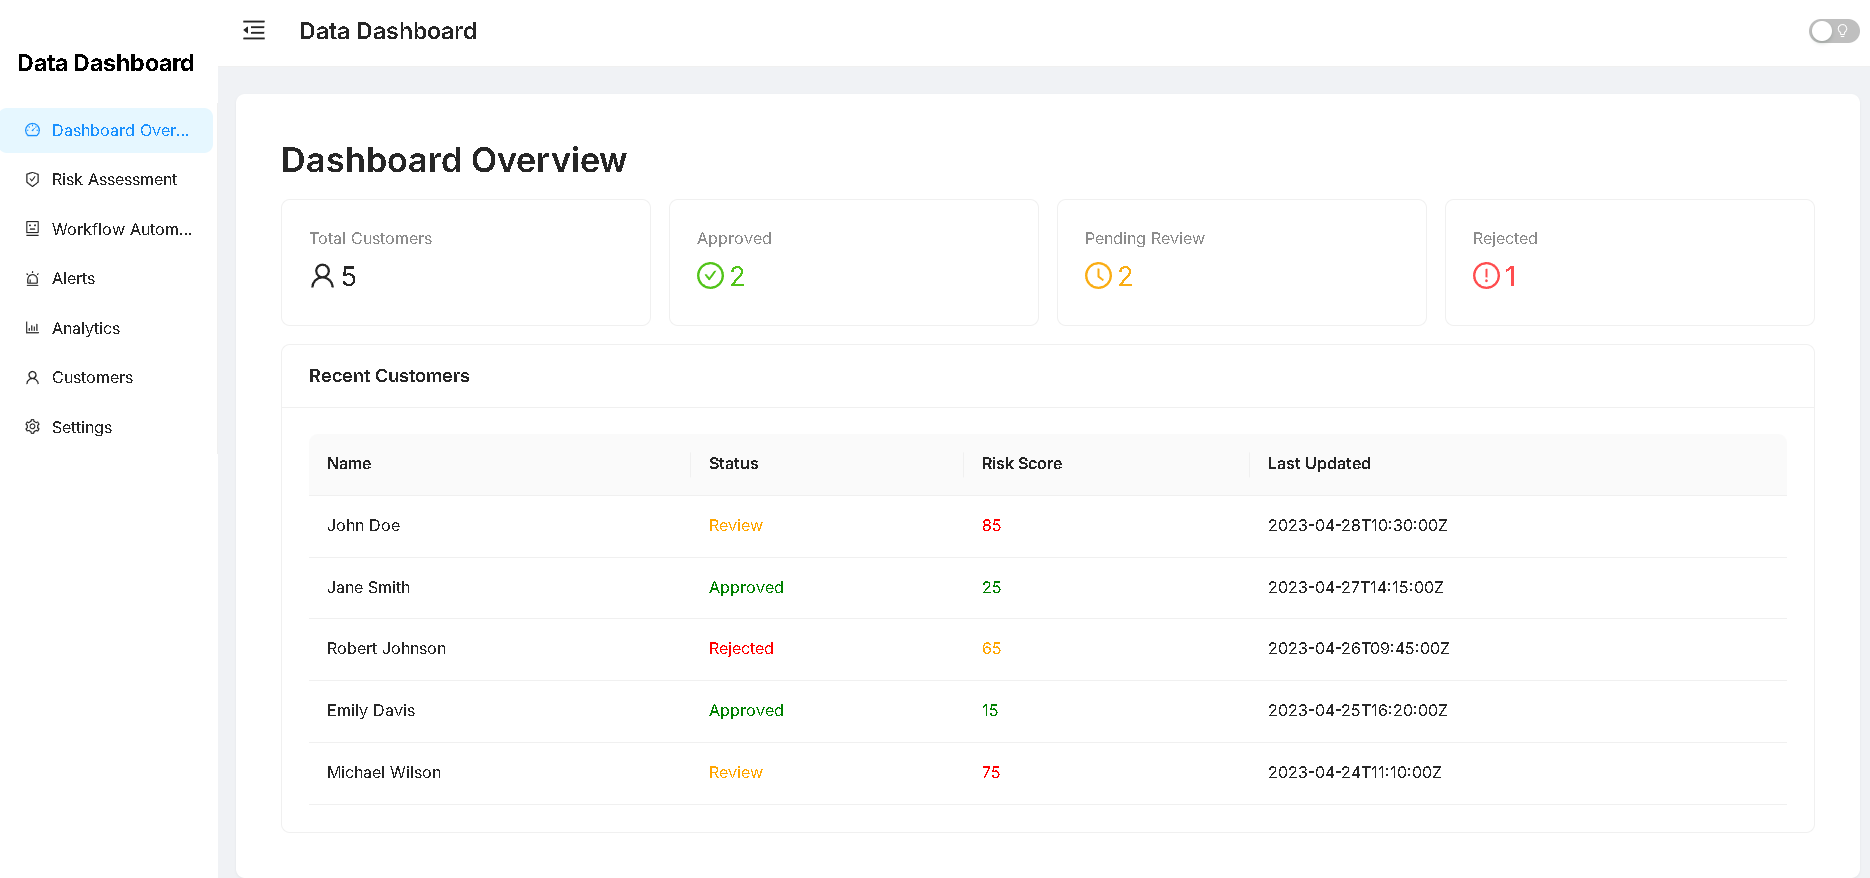 Data Dashboard
Dashboard Over...
Risk Assessment
Workflow Autom...
Alerts
Analytics
Customers
Settings
Data Dashboard
Dashboard Overview
Total Customers
5
Approved
2
Pending Review
2
Rejected
1
Recent Customers
Name Status Risk Score Last Updated
John Doe Review 85 2023-04-28T10:30:00Z
Jane Smith Approved 25 2023-04-27T14:15:00Z
Robert Johnson Rejected 65 2023-04-26T09:45:00Z
Emily Davis Approved 15 2023-04-25T16:20:00Z
Michael Wilson Review 75 2023-04-24T11:10:00Z